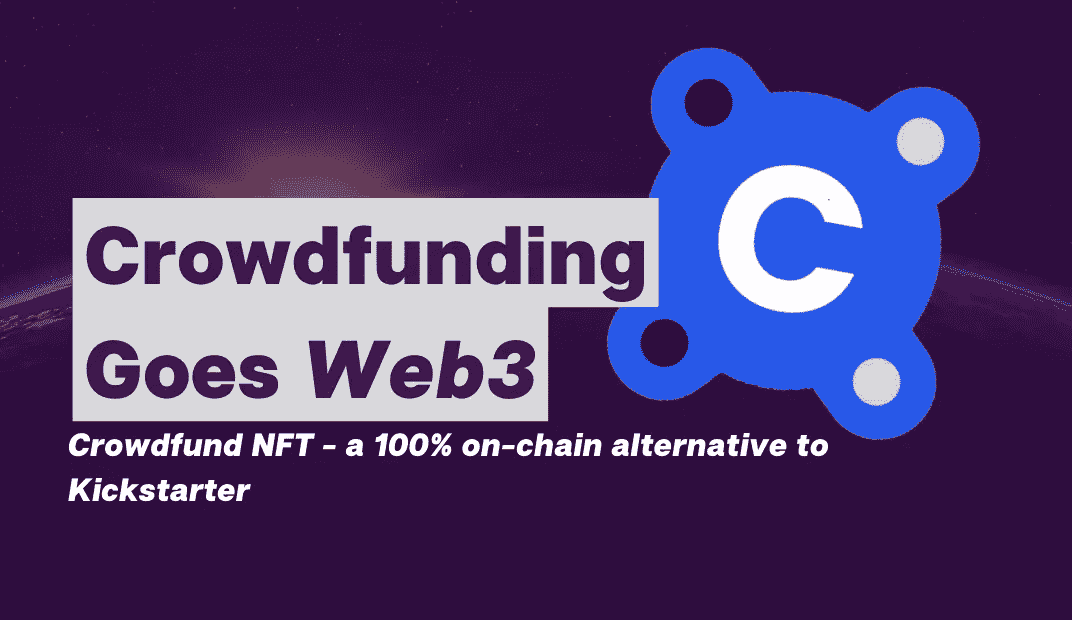 Crowdfunding
Goes Web3
C
Crowdfund NFT - a 100% on-chain alternative to
Kickstarter